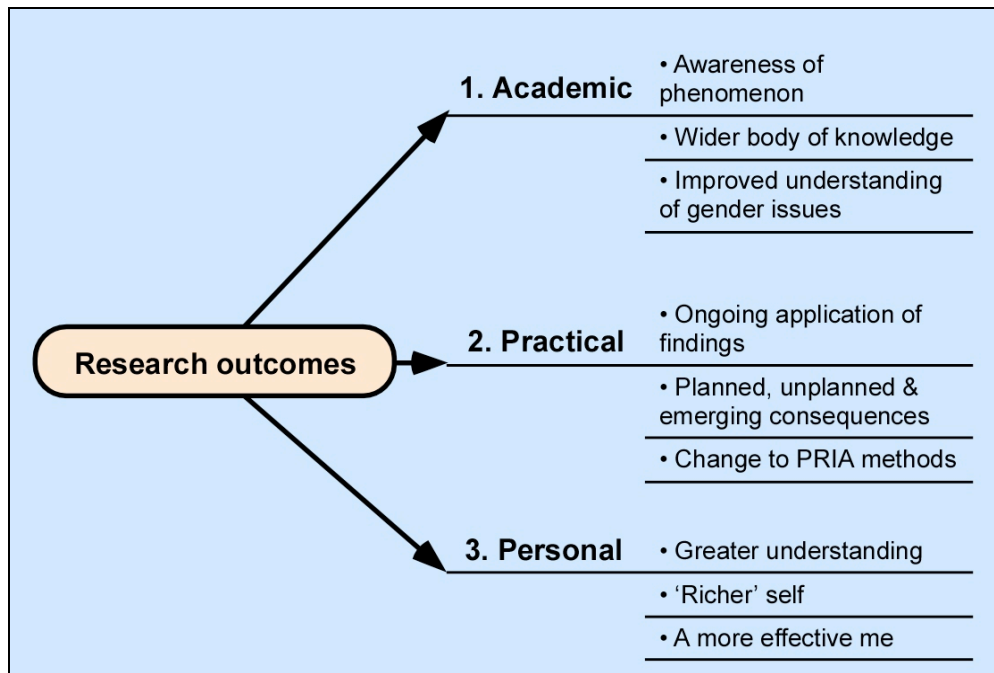 1. Academic
• Awareness of
phenomenon
• Wider body of knowledge
• Improved understanding
of gender issues
Research outcomes
2. Practical
• Ongoing application of
findings
• Planned, unplanned &
emerging consequences
• Change to PRIA methods
3. Personal
• Greater understanding
• ‘Richer’ self
• A more effective me